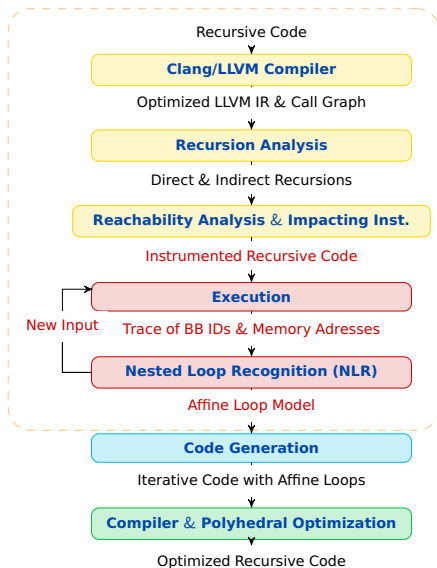 Recursive Code
Clang/LLVM Compiler
Optimized LLVM IR & Call Graph
Recursion Analysis
Direct & Indirect Recursions
Reachability Analysis & Impacting Inst.
Instrumented Recursive Code
Execution
New Input
Trace of BB IDs & Memory Adresses
Nested Loop Recognition (NLR)
Affine Loop Model
Code Generation
Iterative Code with Affine Loops
Compiler & Polyhedral Optimization
Optimized Recursive Code